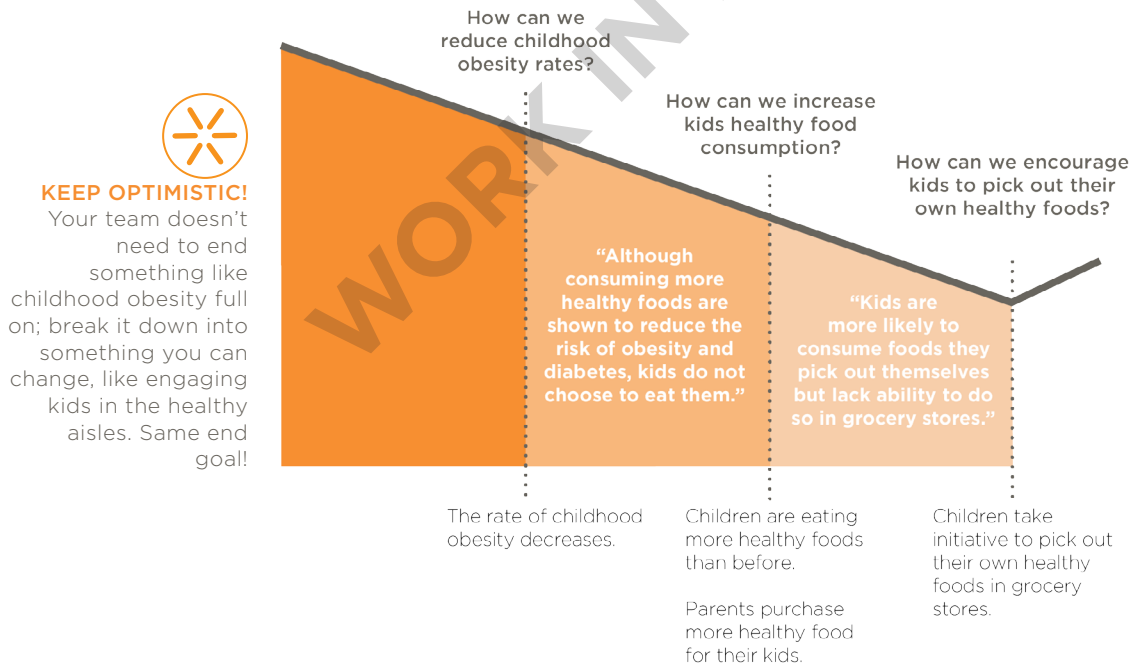 How can we
reduce childhood
obesity rates?
How can we increase
kids healthy food
consumption?
How can we encourage
kids to pick out their
own healthy foods?
KEEP OPTIMISTIC!
Your team doesn’t
need to end
something like
childhood obesity full
on; break it down into
something you can
change, like engaging
kids in the healthy
aisles. Same end
goal!
“Although
consuming more
healthy foods are
shown to reduce the
risk of obesity and
diabetes, kids do not
choose to eat them.”
“Kids are
more likely to
consume foods they
pick out themselves
but lack ability to do
so in grocery stores.”
The rate of childhood
obesity decreases.
Children are eating
more healthy foods
than before.
Parents purchase
more healthy food
for their kids.
Children take
initiative to pick out
their own healthy
foods in grocery
stores.
WORK IN